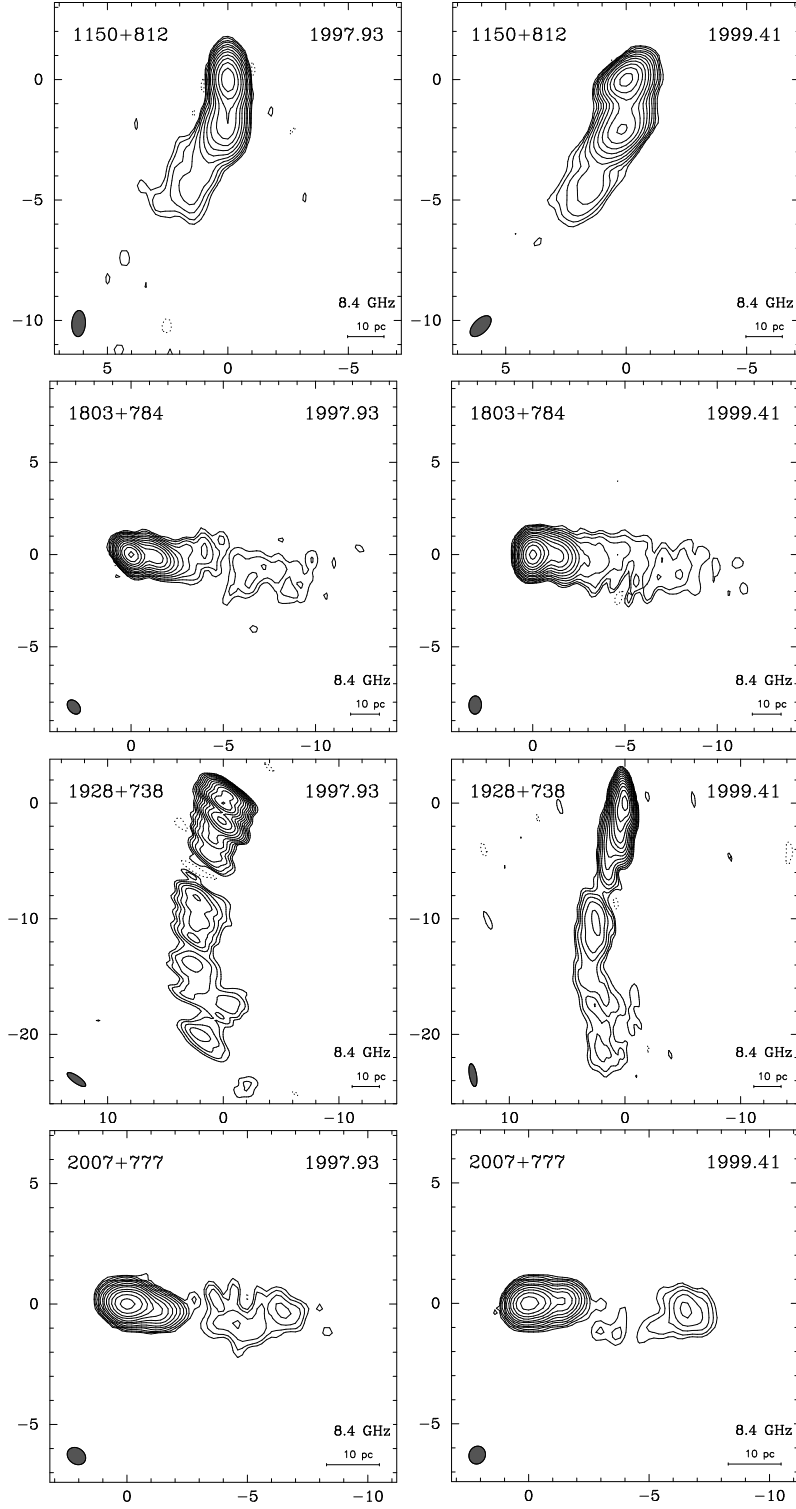 1150+812 1997.93
1150+812 1999.41
0
−5
−10
0
−5
−10
8.4 GHz
10 pc
8.4 GHz
10 pc
5 0 −5
5 0 −5
1803+784 1997.93
1803+784 1999.41
5
0
−5
5
0
−5
8.4 GHz
10 pc
8.4 GHz
10 pc
0 −5 −10
0 −5 −10
1928+738 1997.93
1928+738 1999.41
0
−10
−20
0
−10
−20
8.4 GHz
10 pc
8.4 GHz
10 pc
10 0 −10
10 0 −10
2007+777 1997.93
2007+777 1999.41
5
0
−5
5
0
−5
8.4 GHz
10 pc
8.4 GHz
10 pc
0 −5 −10
0 −5 −10